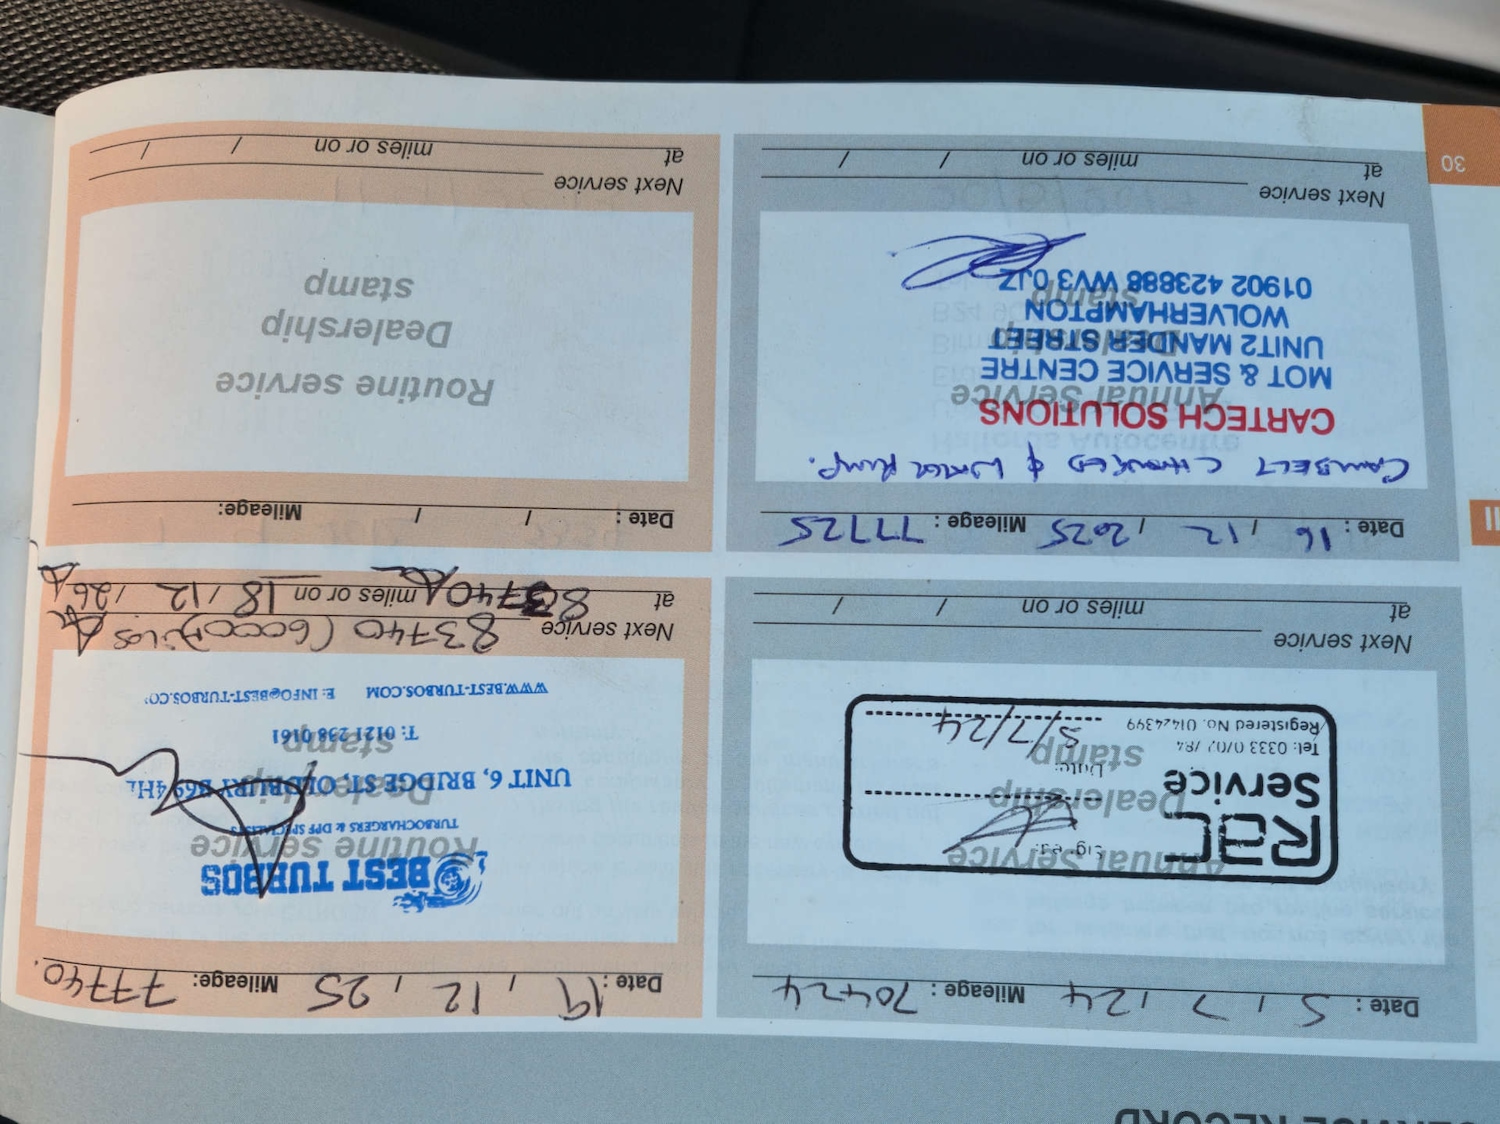 SERVICE RECORD
Date : 5 / 7 / 24 Mileage : 70424
Annual Service
Dealership
stamp
RAC
Service
Signed:
Date:
5/7/24
Tel: 0333
Registered No. 01424399
Next service
at miles or on / /
Date : 19 / 12 / 25 Mileage: 77740.
Routine service
Dealership
stamp
BEST TURBOS
TURBOCHARGERS & DPF SPECIALISTS
UNIT 6, BRIDGE ST, OLDBURY B69 4HL
T: 0121 238 0161
WWW.BEST-TURBOS.COM E: INFO@BEST-TURBOS.CO
Next service 83740 (6000 miles
at 83740 miles or on 18 / 12 / 26
Date : 16 / 12 / 2025 Mileage : 77725
CAMBELT CHANGED & WATER PUMP.
Annual Service
Dealership
stamp
CARTECH SOLUTIONS
MOT & SERVICE CENTRE
UNIT2 MANDER STREET
WOLVERHAMPTON
01902 423888 WV3 0JZ
Next service
at miles or on / /
Date : / / Mileage:
Routine service
Dealership
stamp
Next service
at miles or on / /
30